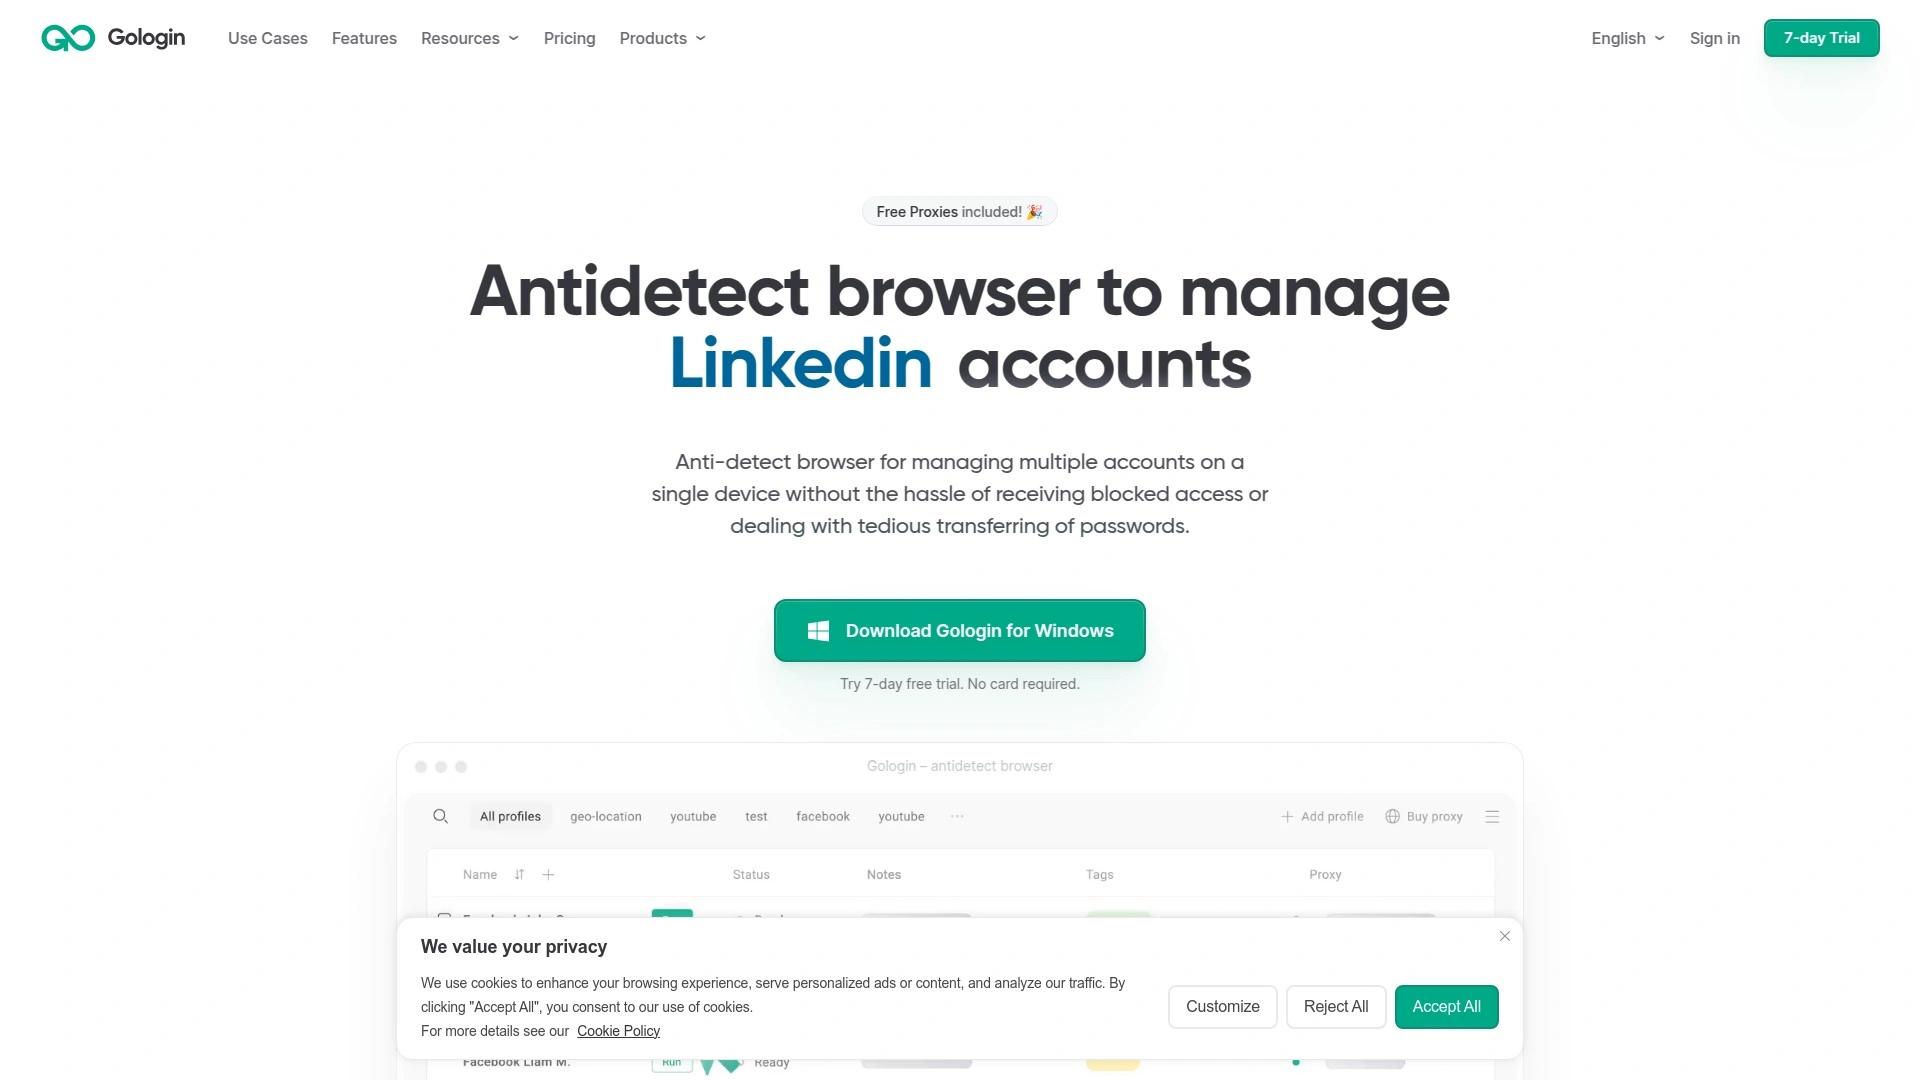 Gologin
Use Cases
Features
Resources
Pricing
Products
English
Sign in
7-day Trial
Free Proxies included! 🎉
Antidetect browser to manage
Linkedin accounts
Anti-detect browser for managing multiple accounts on a
single device without the hassle of receiving blocked access or
dealing with tedious transferring of passwords.
Download Gologin for Windows
Try 7-day free trial. No card required.
Gologin – antidetect browser
All profiles
geo-location
youtube
test
facebook
youtube
Add profile
Buy proxy
Name
Status
Notes
Tags
Proxy
We value your privacy
We use cookies to enhance your browsing experience, serve personalized ads or content, and analyze our traffic. By
clicking "Accept All", you consent to our use of cookies.
For more details see our Cookie Policy
Customize
Reject All
Accept All
Facebook Liam M.
Run
Ready